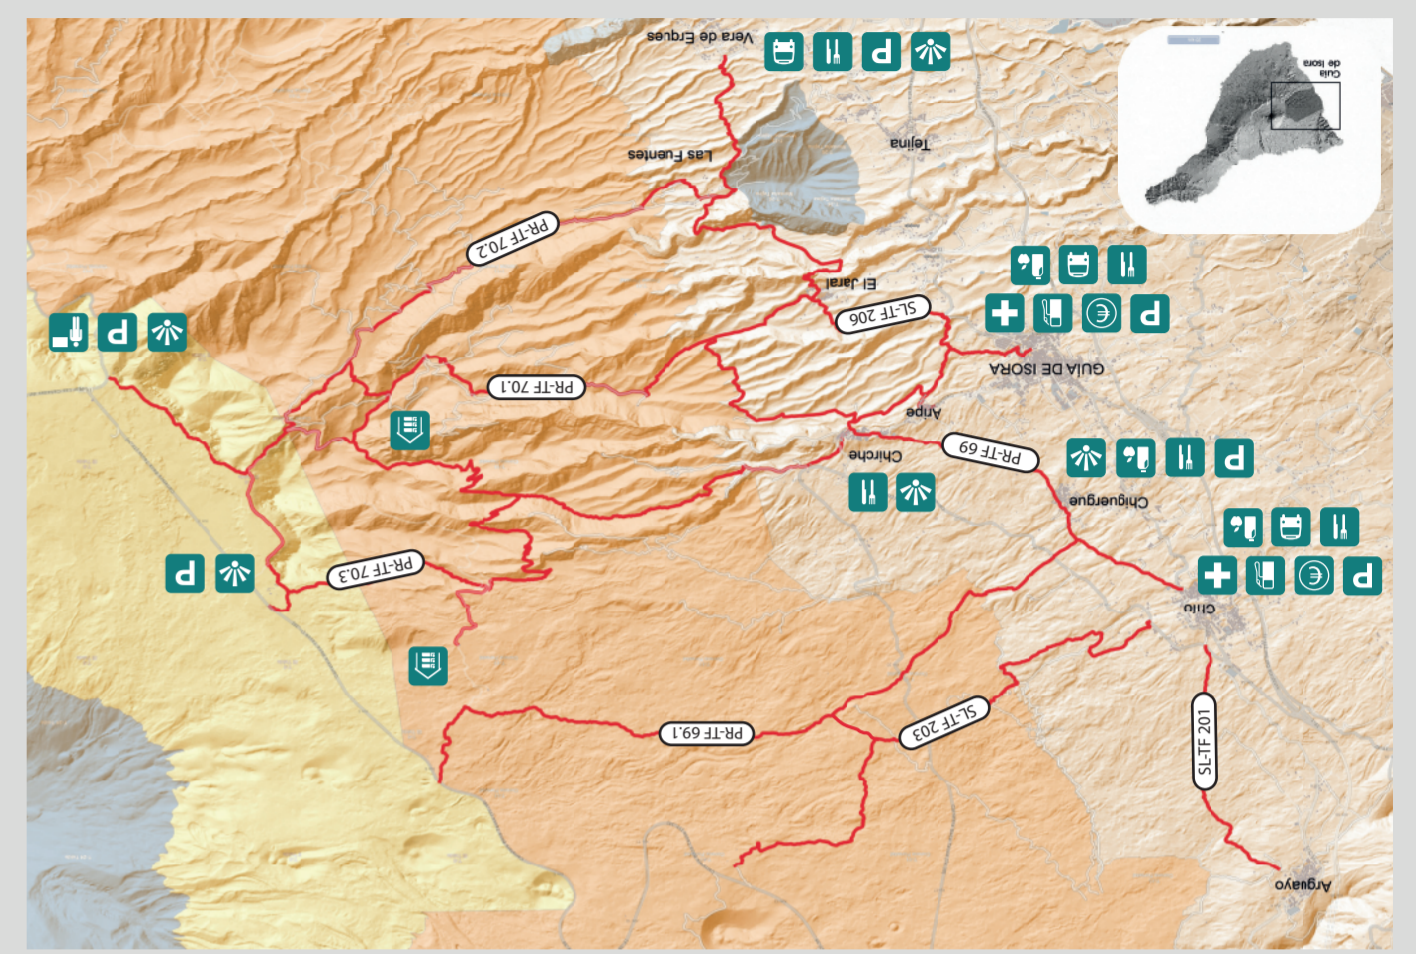 Arguayo
SL-TF 201
SL-TF 203
PR-TF 69.1
Chío
P
€
P
PR-TF 70.3
Chiguergue
P
PR-TF 69
Chirche
Aripe
GUÍA DE ISORA
P
€
PR-TF 70.1
SL-TF 206
El Jaral
P
PR-TF 70.2
Las Fuentes
Tejina
Vera de Erques
P
Guía
de Isora